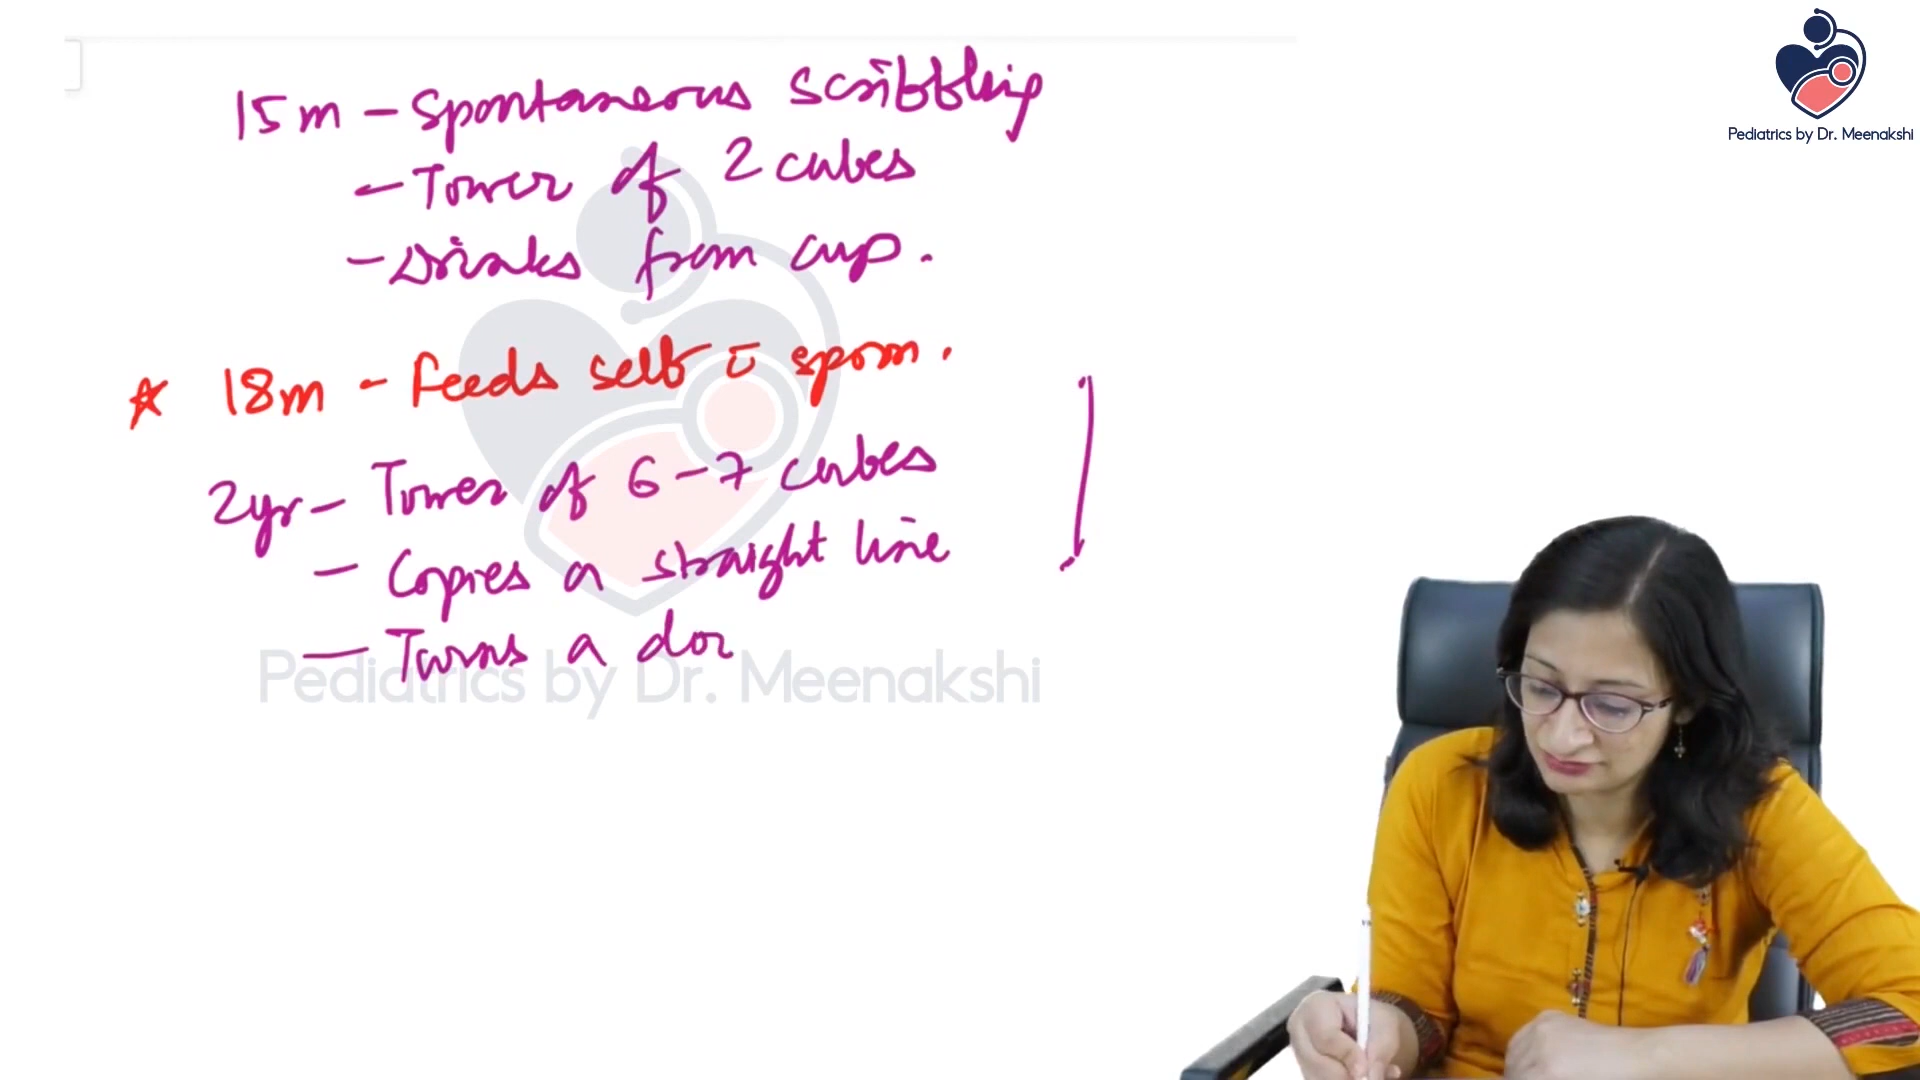 Pediatrics by Dr. Meenakshi
15m - Spontaneous scribbling
- Tower of 2 cubes
- Drinks from cup.
* 18m - Feeds self c̄ spoon.
2yr - Tower of 6-7 cubes
- Copies a straight line
- Turns a dor
Pediatrics by Dr. Meenakshi